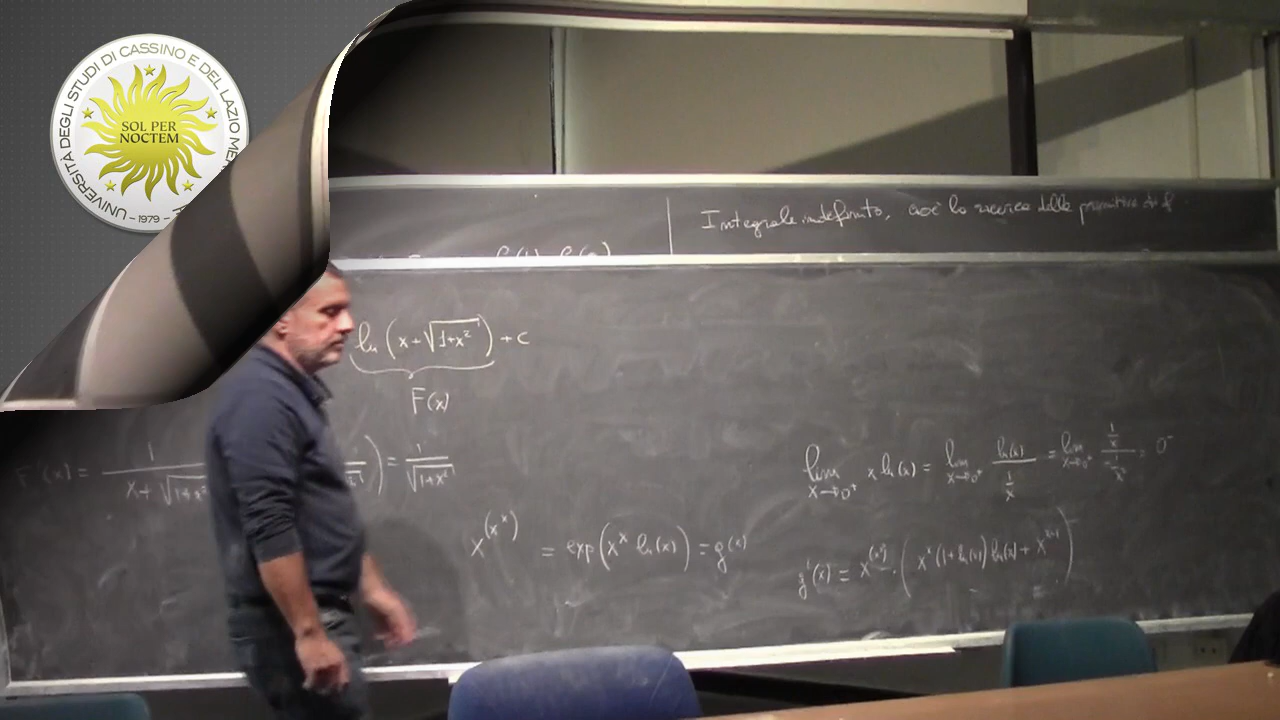 UNIVERSITÀ DEGLI STUDI DI CASSINO E DEL LAZIO ME
SOL PER
NOCTEM
1979
Integrale indefinito, cioè la ricerca delle primitive di f
ln (x+√(1+x²)) + c
F(x)
F'(x) = 1/(x+√(1+x²) ) = 1/√(1+x²)
lim x→0⁺ x ln(x) = lim x→0⁺ ln(x)/(1/x) = lim x→0⁺ (1/x)/(-1/x²) = 0⁻
x^(x^x) = exp(x^x ln(x)) = g(x)
g'(x) = x^(x^x) · (x^x (1+ln(x)) ln(x) + x^(x-1))